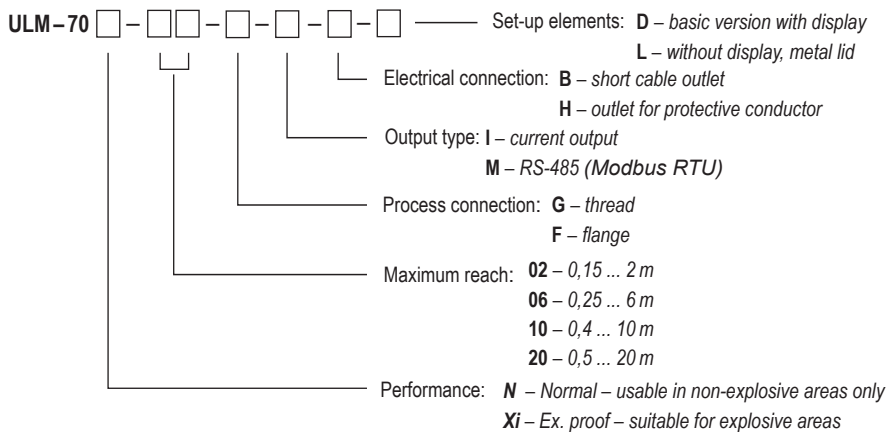 ULM – 70 – – – – – Set-up elements: D – basic version with display
L – without display, metal lid
Electrical connection: B – short cable outlet
H – outlet for protective conductor
Output type: I – current output
M – RS-485 (Modbus RTU)
Process connection: G – thread
F – flange
Maximum reach: 02 – 0,15 ... 2 m
06 – 0,25 ... 6 m
10 – 0,4 ... 10 m
20 – 0,5 ... 20 m
Performance: N – Normal – usable in non-explosive areas only
Xi – Ex. proof – suitable for explosive areas